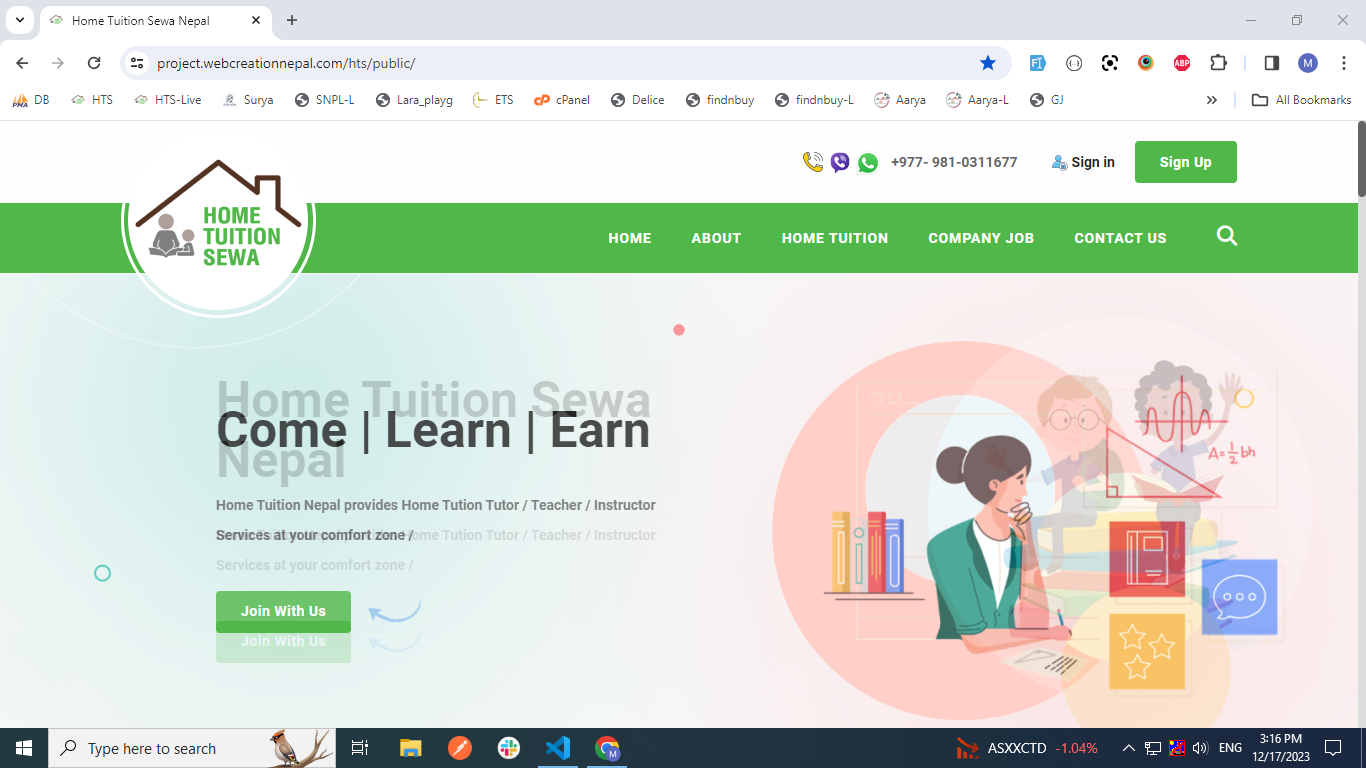 Home Tuition Sewa Nepal
project.webcreationnepal.com/hts/public/
M
DB HTS HTS-Live Surya SNPL-L Lara_playg ETS cPanel Delice findnbuy findnbuy-L Aarya Aarya-L GJ » All Bookmarks
+977- 981-0311677 Sign in Sign Up
HOME
TUITION
SEWA
HOME ABOUT HOME TUITION COMPANY JOB CONTACT US
Home Tuition Sewa
Nepal
Come | Learn | Earn
Home Tuition Nepal provides Home Tution Tutor / Teacher / Instructor
Services at your comfort zone /
Home Tuition Nepal provides Home Tution Tutor / Teacher / Instructor
Services at your comfort zone /
Join With Us
Join With Us
A=½bh
Type here to search
ASXXCTD -1.04%
ENG
3:16 PM
12/17/2023